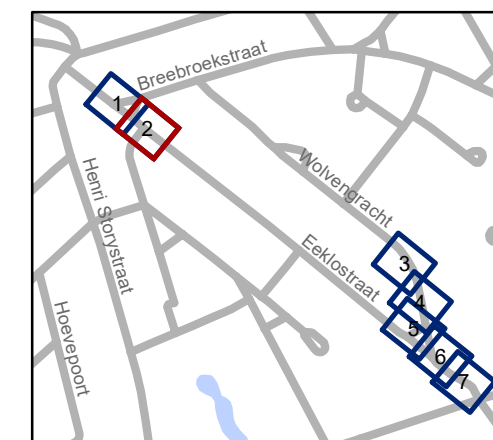 Breebroekstraat
1
2
Wolvengracht
Henri Storystraat
Eeklostraat
3
4
5
6
7
Hoevepoort